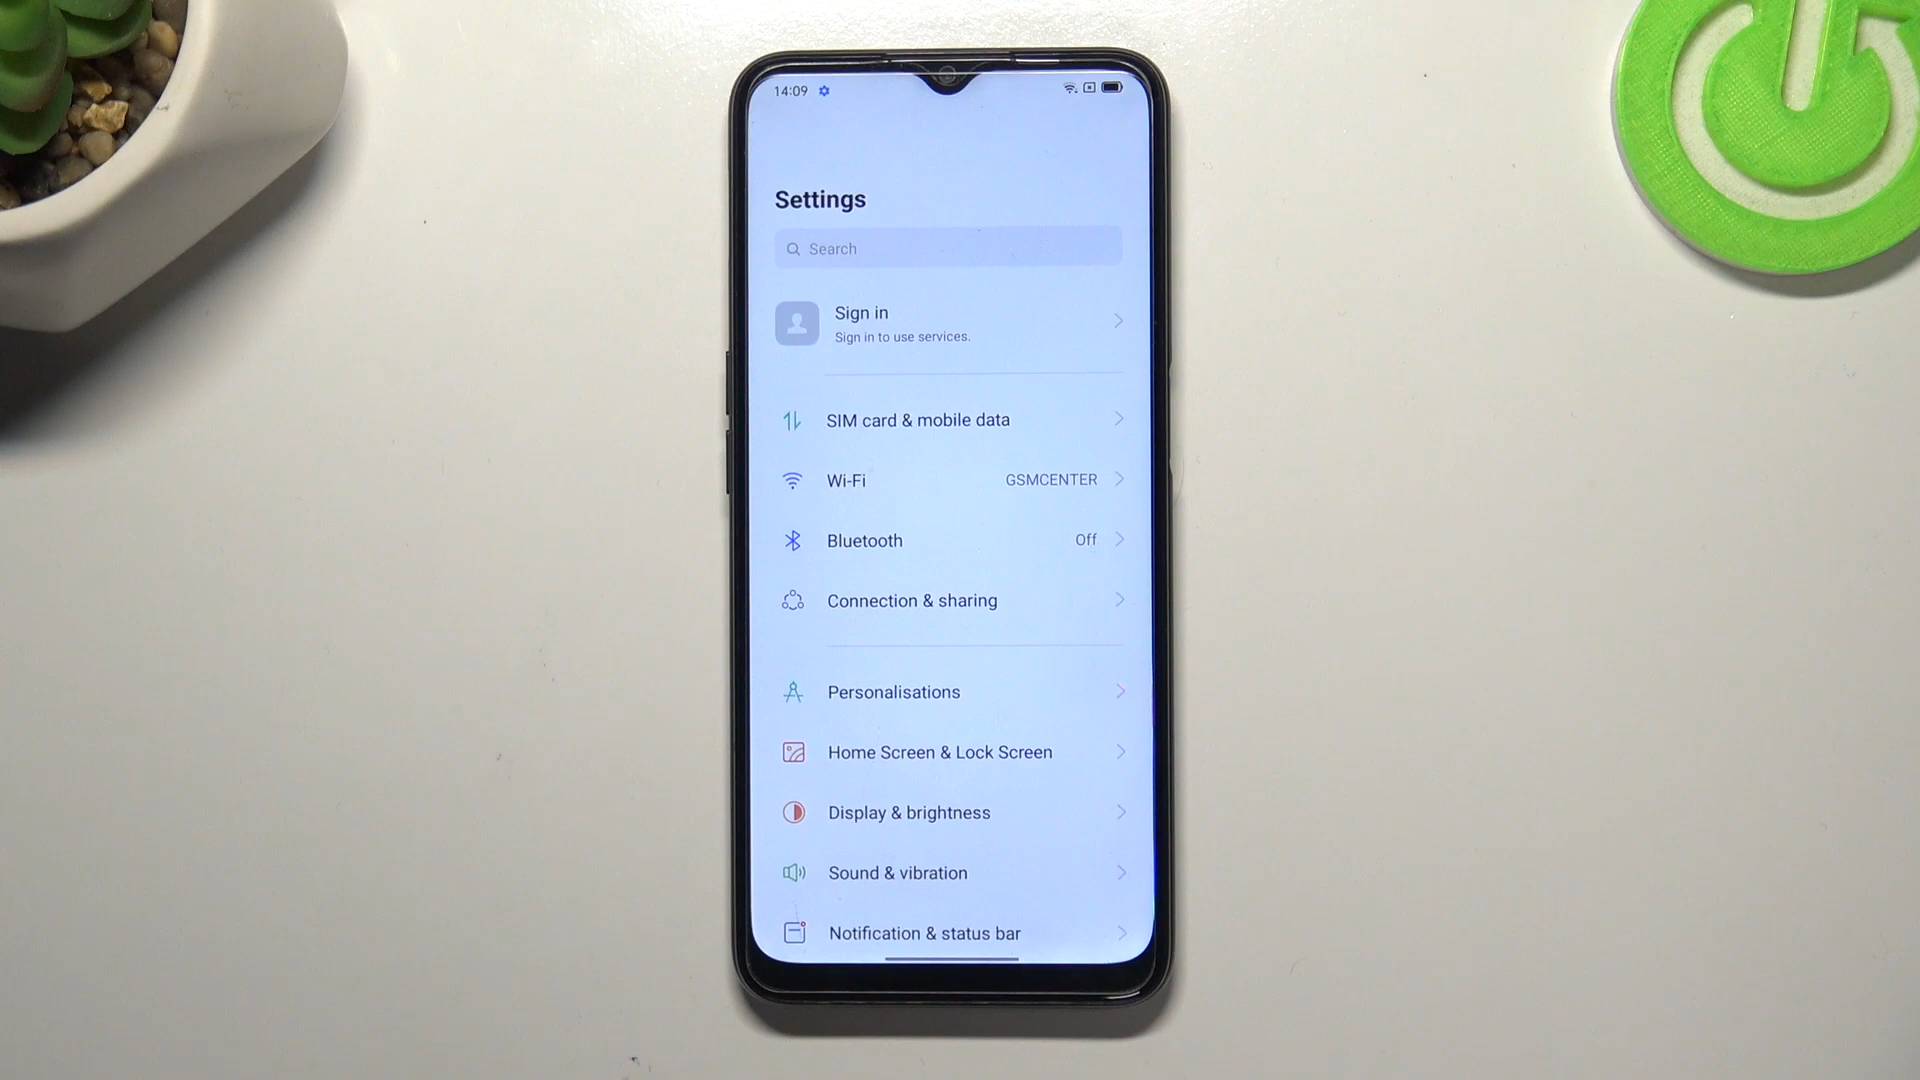 14:09
Settings
Search
Sign in
Sign in to use services.
SIM card & mobile data
Wi-Fi GSMCENTER
Bluetooth Off
Connection & sharing
Personalisations
Home Screen & Lock Screen
Display & brightness
Sound & vibration
Notification & status bar